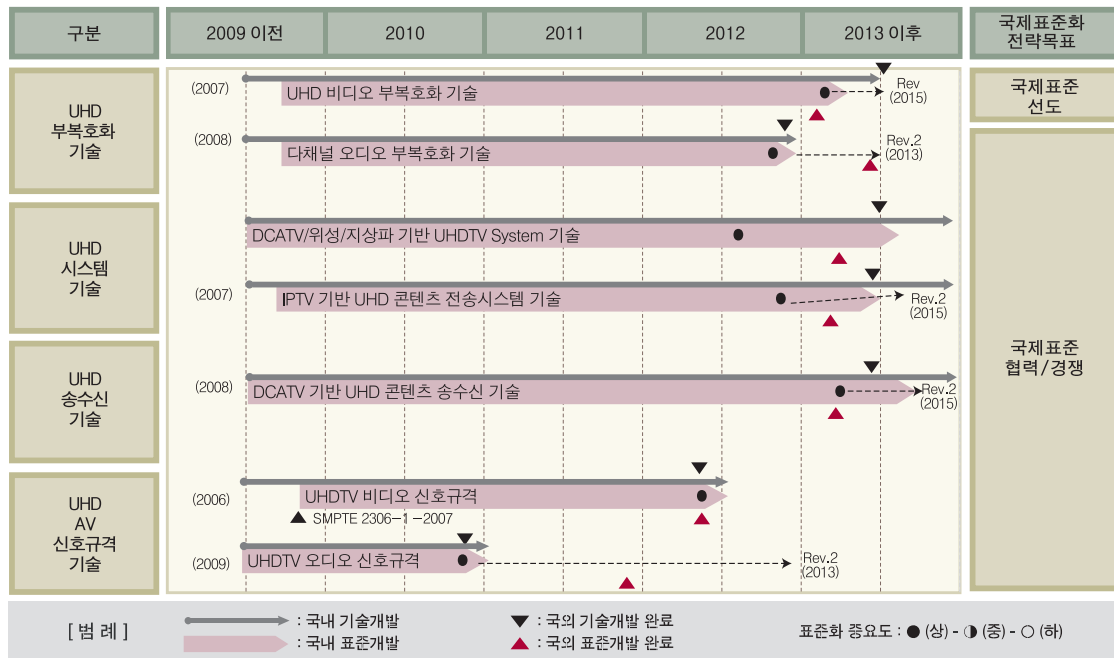 구분
2009 이전
2010
2011
2012
2013 이후
국제표준화
전략목표
UHD
부복호화
기술
(2007)
UHD 비디오 부복호화 기술
Rev
(2015)
(2008)
다채널 오디오 부복호화 기술
Rev.2
(2013)
국제표준
선도
UHD
시스템
기술
DCATV/위성/지상파 기반 UHDTV System 기술
(2007)
IPTV 기반 UHD 콘텐츠 전송시스템 기술
Rev.2
(2015)
UHD
송수신
기술
(2008)
DCATV 기반 UHD 콘텐츠 송수신 기술
Rev.2
(2015)
국제표준
협력/경쟁
UHD
AV
신호규격
기술
(2006)
UHDTV 비디오 신호규격
SMPTE 2306-1-2007
(2009)
UHDTV 오디오 신호규격
Rev.2
(2013)
[범 례]
: 국내 기술개발
: 국내 표준개발
: 국외 기술개발 완료
: 국외 표준개발 완료
표준화 중요도 : ● (상) - ◑ (중) - ○ (하)